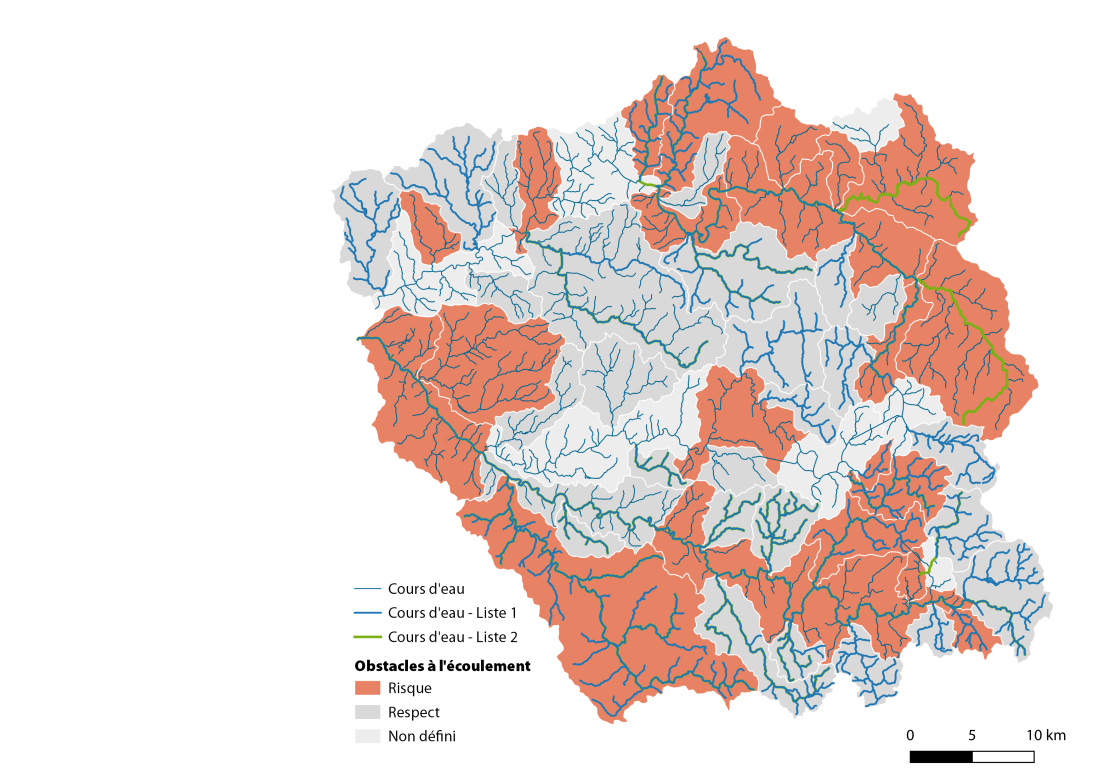 Cours d'eau
Cours d'eau - Liste 1
Cours d'eau - Liste 2
Obstacles à l'écoulement
Risque
Respect
Non défini
0 5 10 km